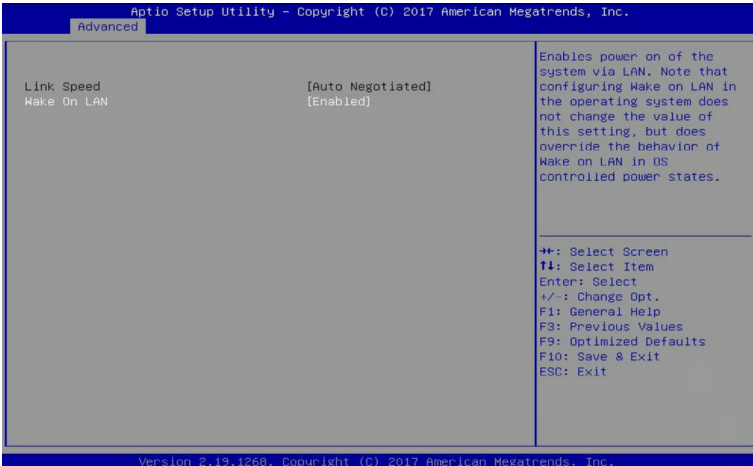 Aptio Setup Utility – Copyright (C) 2017 American Megatrends, Inc.
Advanced
Link Speed [Auto Negotiated]
Wake On LAN [Enabled]
Enables power on of the
system via LAN. Note that
configuring Wake on LAN in
the operating system does
not change the value of
this setting, but does
override the behavior of
Wake on LAN in OS
controlled power states.
→←: Select Screen
↑↓: Select Item
Enter: Select
+/-: Change Opt.
F1: General Help
F3: Previous Values
F9: Optimized Defaults
F10: Save & Exit
ESC: Exit
Version 2.19.1268. Copyright (C) 2017 American Megatrends, Inc.